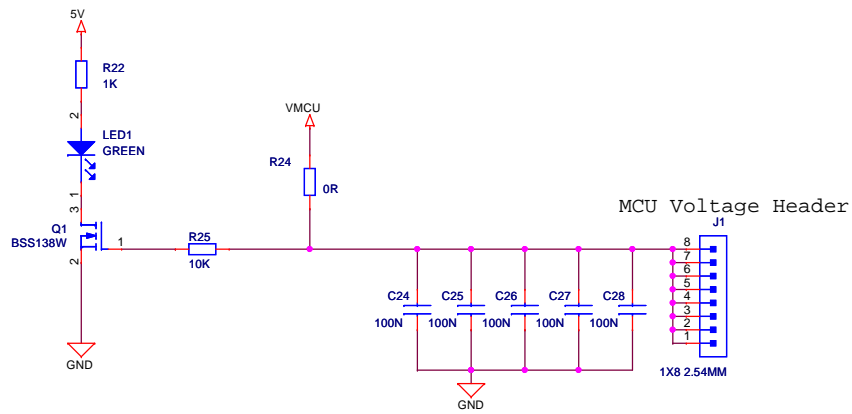 5V
R22
1K
2
LED1
GREEN
1
3
Q1
BSS138W
1
2
GND
R25
10K
VMCU
R24
0R
MCU Voltage Header
J1
8
7
6
5
4
3
2
1
1X8 2.54MM
C24
100N
C25
100N
C26
100N
C27
100N
C28
100N
GND